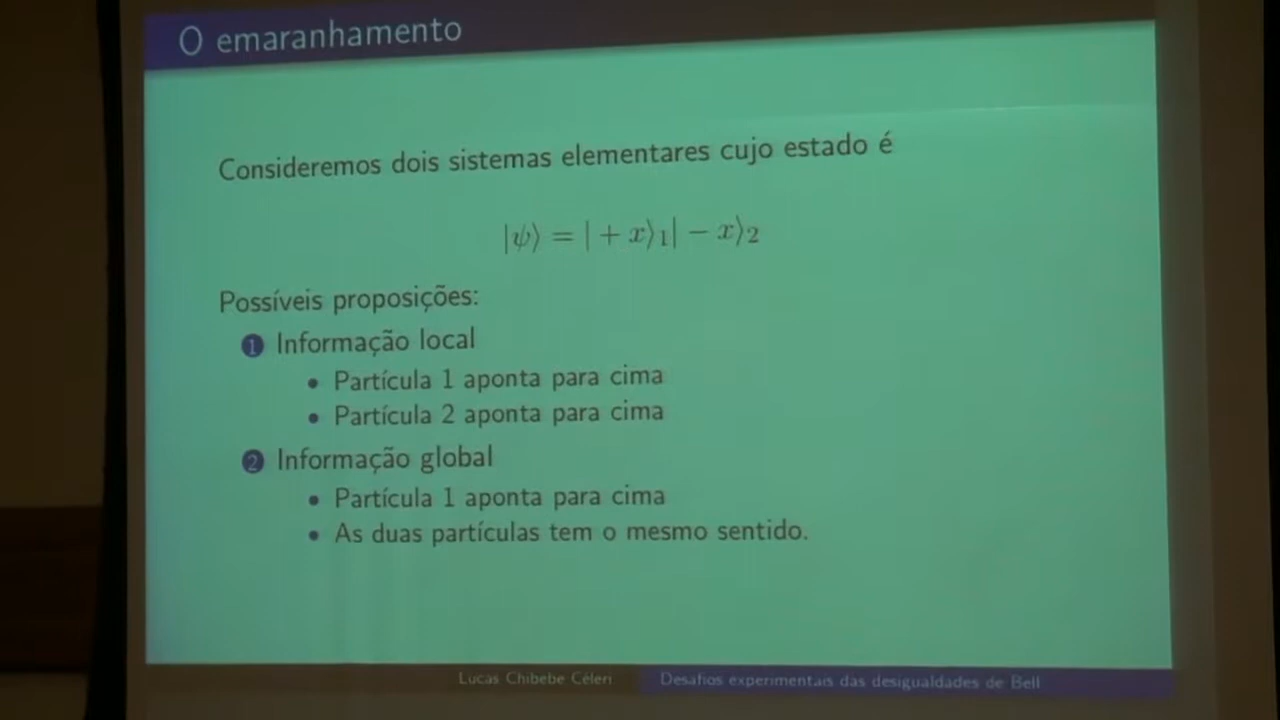 O emaranhamento
Consideremos dois sistemas elementares cujo estado é
|ψ⟩ = | + x⟩₁| − x⟩₂
Possíveis proposições:
1 Informação local
• Partícula 1 aponta para cima
• Partícula 2 aponta para cima
2 Informação global
• Partícula 1 aponta para cima
• As duas partículas tem o mesmo sentido.
Lucas Chibebe Céleri Desafios experimentais das desigualdades de Bell